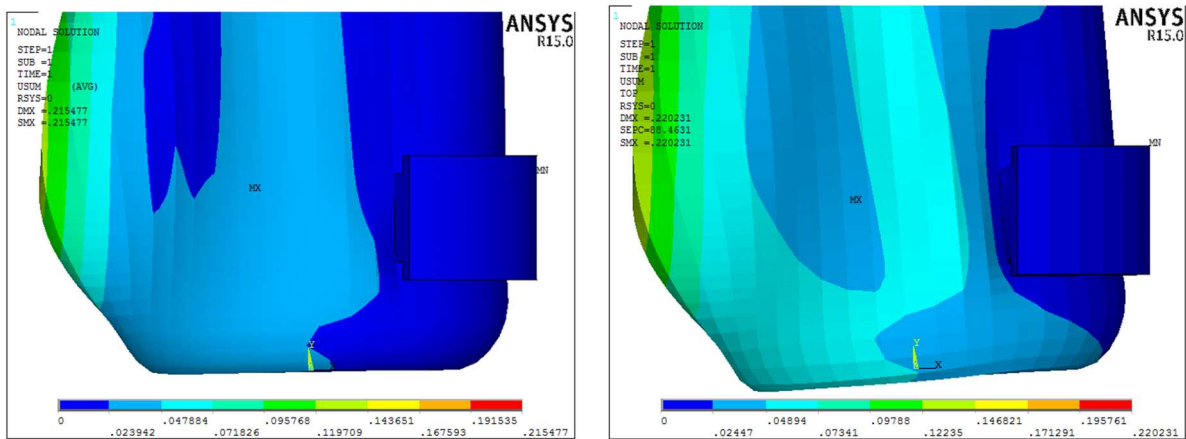 1
NODAL SOLUTION
STEP=1
SUB =1
TIME=1
USUM (AVG)
RSYS=0
DMX =.215477
SMX =.215477
ANSYS
R15.0
MX
MN
Y
0 .047884 .095768 .143651 .191535
.023942 .071826 .119709 .167593 .215477
1
NODAL SOLUTION
STEP=1
SUB =1
TIME=1
USUM
TOP
RSYS=0
DMX =.220231
SEPC=88.4631
SMX =.220231
ANSYS
R15.0
MN
MX
Y
X
0 .04894 .09788 .146821 .195761
.02447 .07341 .12235 .171291 .220231